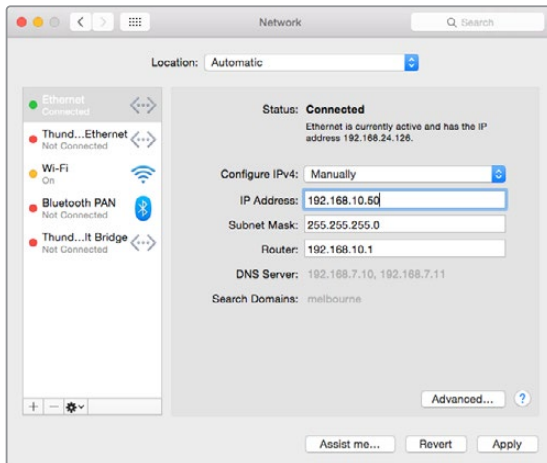 Network
Search
Location: Automatic
Ethernet
Connected
Thund...Ethernet
Not Connected
Wi-Fi
On
Bluetooth PAN
Not Connected
Thund...lt Bridge
Not Connected
Status: Connected
Ethernet is currently active and has the IP
address 192.168.24.126.
Configure IPv4: Manually
IP Address: 192.168.10.50
Subnet Mask: 255.255.255.0
Router: 192.168.10.1
DNS Server: 192.168.7.10, 192.168.7.11
Search Domains: melbourne
Advanced... ?
Assist me... Revert Apply